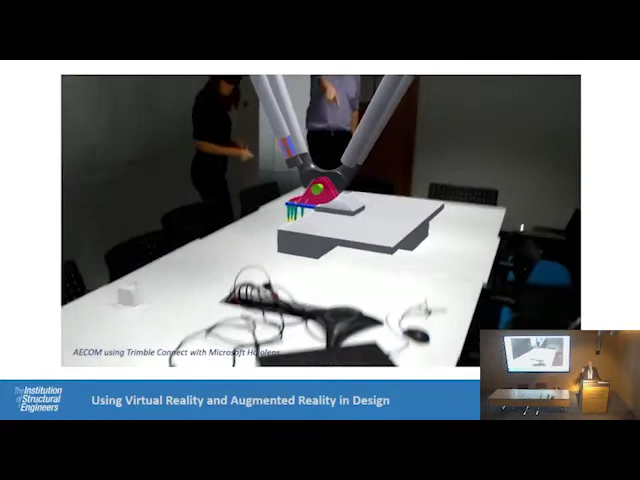 AECOM using Trimble Connect with Microsoft Hololens
The Institution
of Structural
Engineers
Using Virtual Reality and Augmented Reality in Design